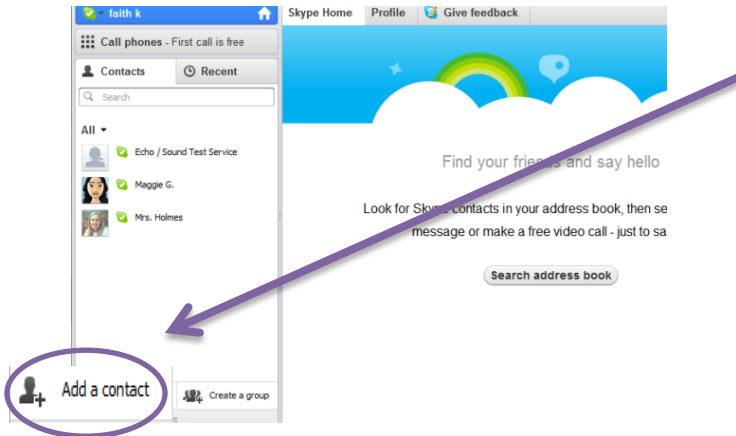 faith k
Skype Home Profile Give feedback
Call phones - First call is free
Contacts Recent
Search
All
Echo / Sound Test Service
Maggie G.
Mrs. Holmes
Find your friends and say hello
Look for Skype contacts in your address book, then se
message or make a free video call - just to sa
Search address book
Add a contact
Create a group